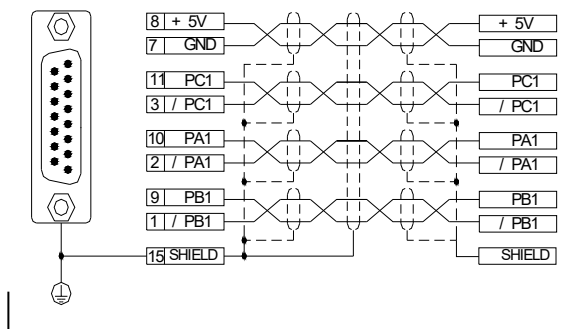 8 + 5V + 5V
7 GND GND
11 PC1 PC1
3 / PC1 / PC1
10 PA1 PA1
2 / PA1 / PA1
9 PB1 PB1
1 / PB1 / PB1
15 SHIELD SHIELD